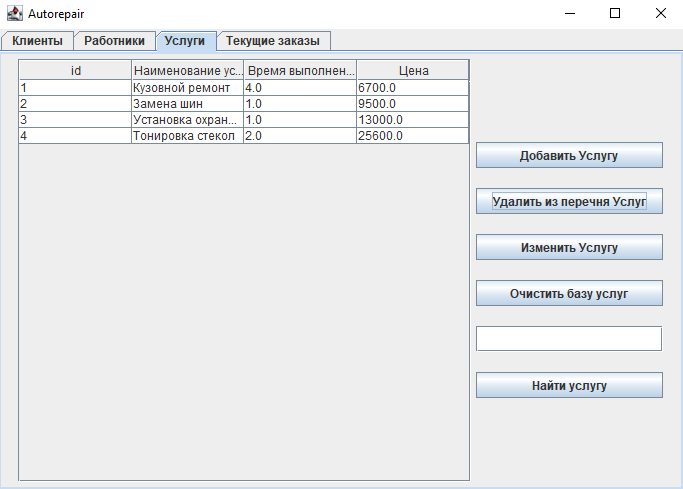 Autorepair
Клиенты Работники Услуги Текущие заказы
id Наименование ус... Время выполнен... Цена
1 Кузовной ремонт 4.0 6700.0
2 Замена шин 1.0 9500.0
3 Установка охран... 1.0 13000.0
4 Тонировка стекол 2.0 25600.0
Добавить Услугу
Удалить из перечня Услуг
Изменить Услугу
Очистить базу услуг
Найти услугу